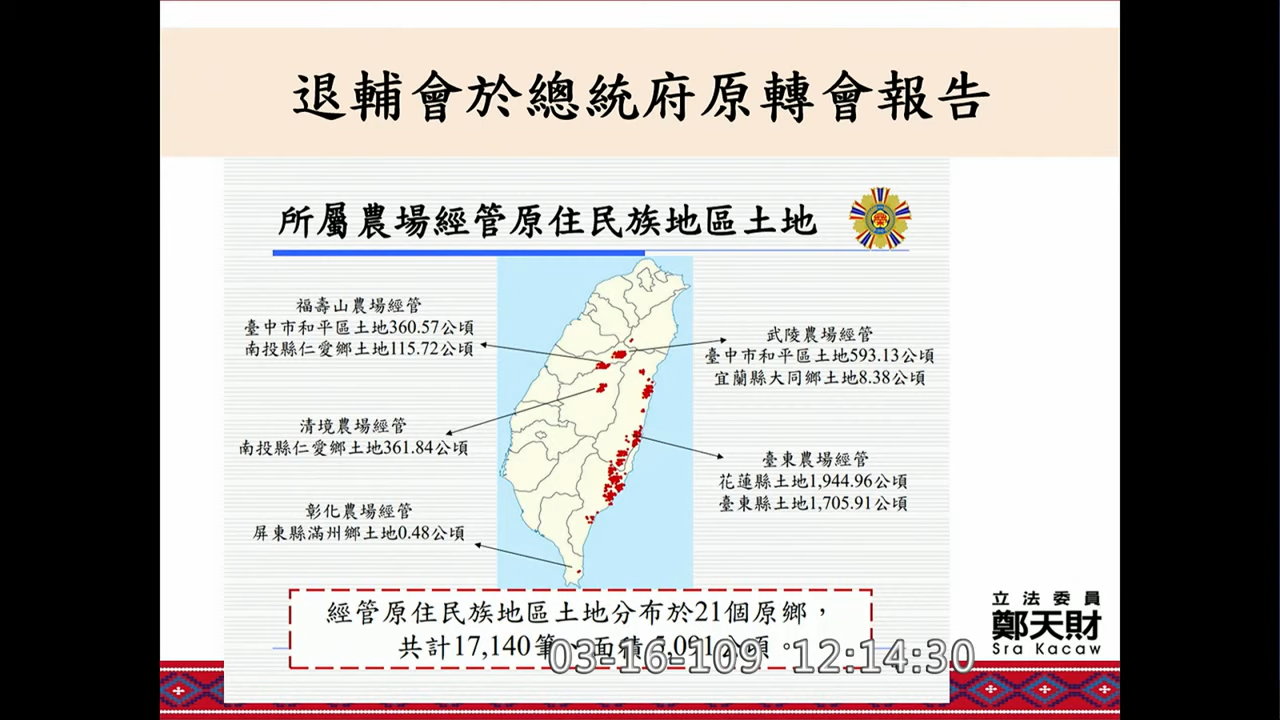 退輔會於總統府原轉會報告
所屬農場經管原住民族地區土地
福壽山農場經管
臺中市和平區土地360.57公頃
南投縣仁愛鄉土地115.72公頃
武陵農場經管
臺中市和平區土地593.13公頃
宜蘭縣大同鄉土地8.38公頃
清境農場經管
南投縣仁愛鄉土地361.84公頃
臺東農場經管
花蓮縣土地1,944.96公頃
臺東縣土地1,705.91公頃
彰化農場經管
屏東縣滿州鄉土地0.48公頃
經管原住民族地區土地分布於21個原鄉，
共計17,140筆、面積5,091公頃。
03-16-109 12:14:30
立法委員
鄭天財
Sra Kacaw